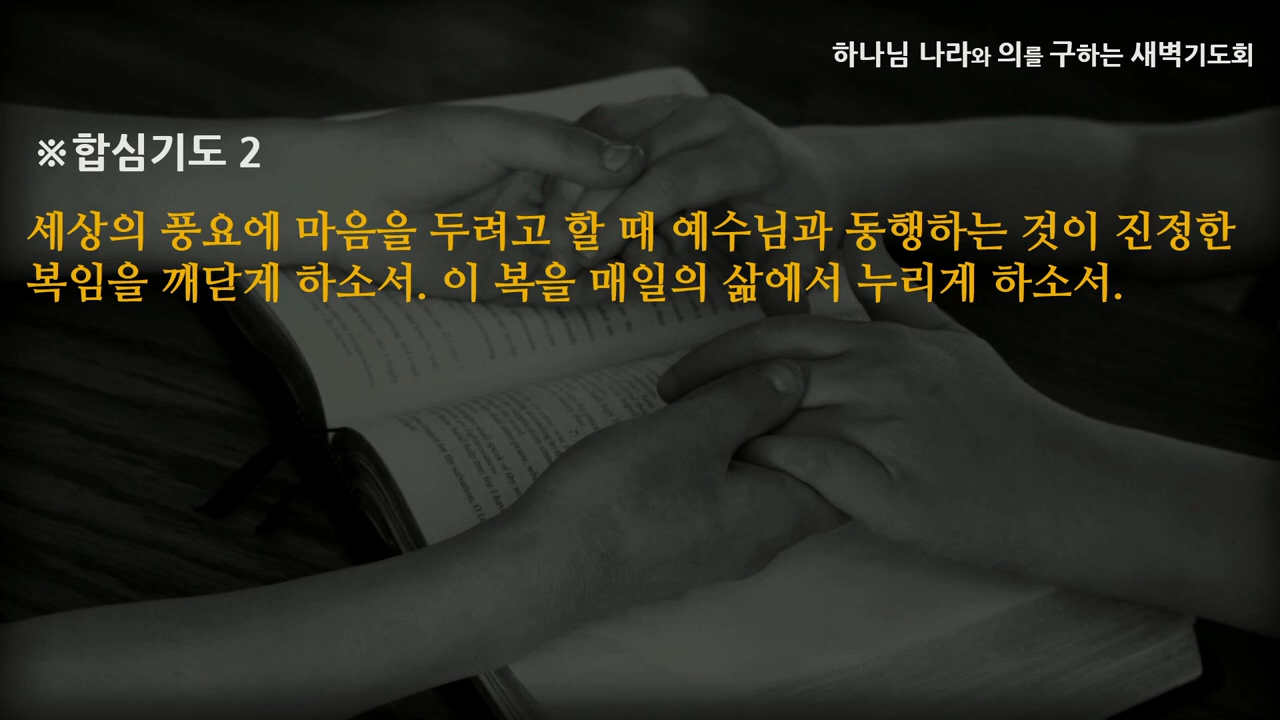 하나님 나라와 의를 구하는 새벽기도회
※합심기도 2
세상의 풍요에 마음을 두려고 할 때 예수님과 동행하는 것이 진정한
복임을 깨닫게 하소서. 이 복을 매일의 삶에서 누리게 하소서.